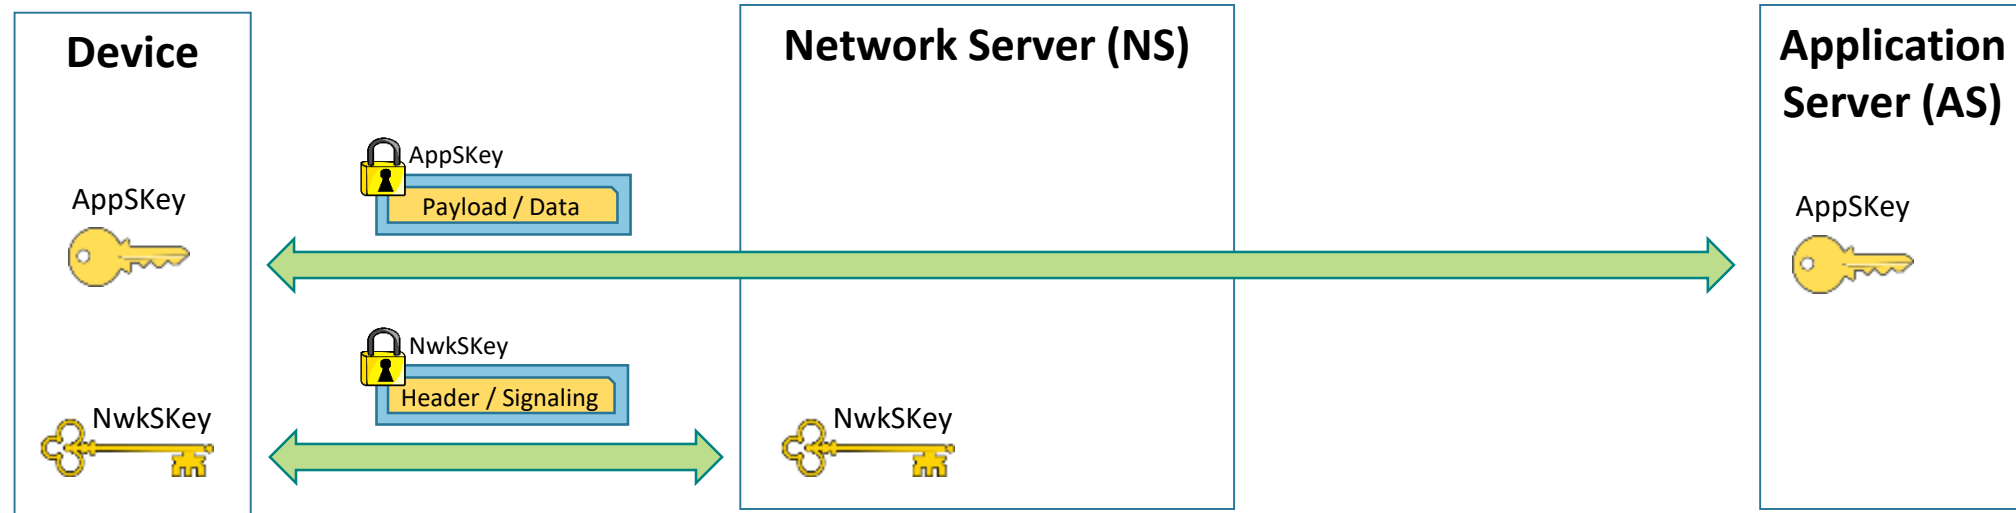 Device
Network Server (NS)
Application
Server (AS)
AppSKey
Payload / Data
AppSKey
AppSKey
NwkSKey
Header / Signaling
NwkSKey
NwkSKey